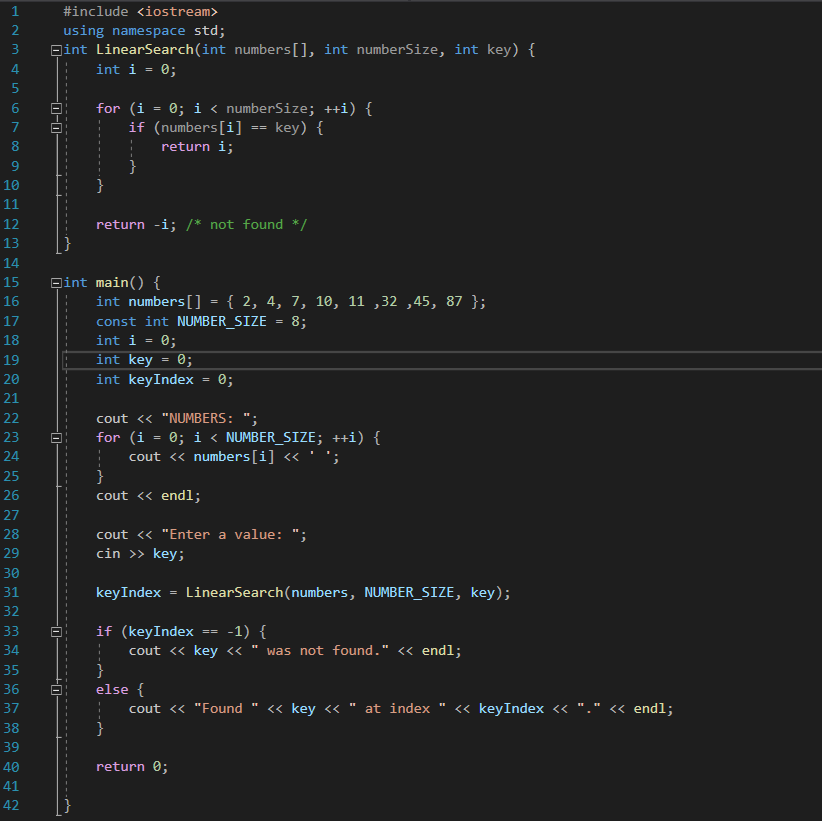 1 #include <iostream>
2 using namespace std;
3 int LinearSearch(int numbers[], int numberSize, int key) {
4 int i = 0;
5
6 for (i = 0; i < numberSize; ++i) {
7 if (numbers[i] == key) {
8 return i;
9 }
10 }
11
12 return -i; /* not found */
13 }
14
15 int main() {
16 int numbers[] = { 2, 4, 7, 10, 11 ,32 ,45, 87 };
17 const int NUMBER_SIZE = 8;
18 int i = 0;
19 int key = 0;
20 int keyIndex = 0;
21
22 cout << "NUMBERS: ";
23 for (i = 0; i < NUMBER_SIZE; ++i) {
24 cout << numbers[i] << ' ';
25 }
26 cout << endl;
27
28 cout << "Enter a value: ";
29 cin >> key;
30
31 keyIndex = LinearSearch(numbers, NUMBER_SIZE, key);
32
33 if (keyIndex == -1) {
34 cout << key << " was not found." << endl;
35 }
36 else {
37 cout << "Found " << key << " at index " << keyIndex << "." << endl;
38 }
39
40 return 0;
41
42 }